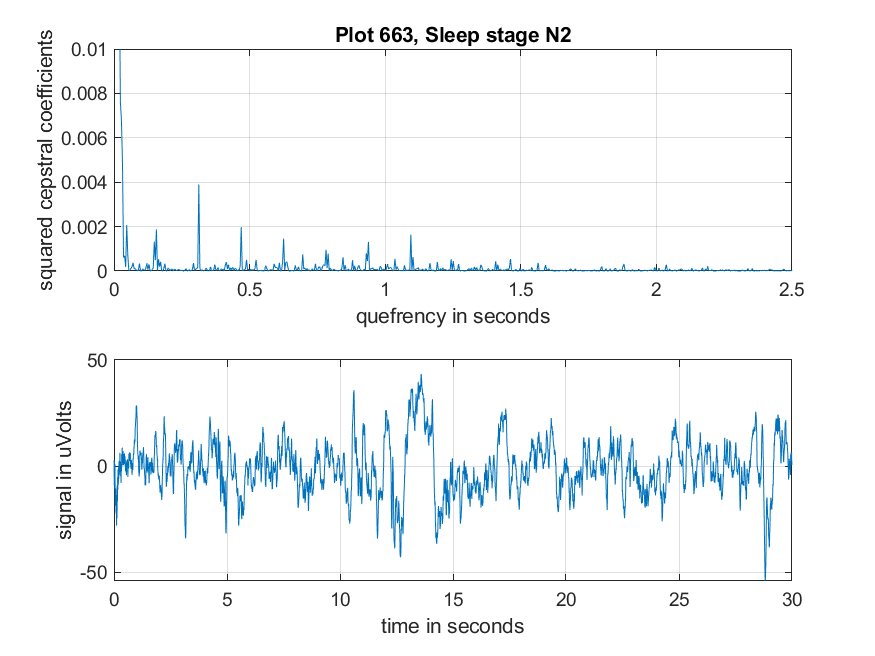 Plot 663, Sleep stage N2
squared cepstral coefficients
0.01
0.008
0.006
0.004
0.002
0
0 0.5 1 1.5 2 2.5
quefrency in seconds
signal in uVolts
50
0
-50
0 5 10 15 20 25 30
time in seconds